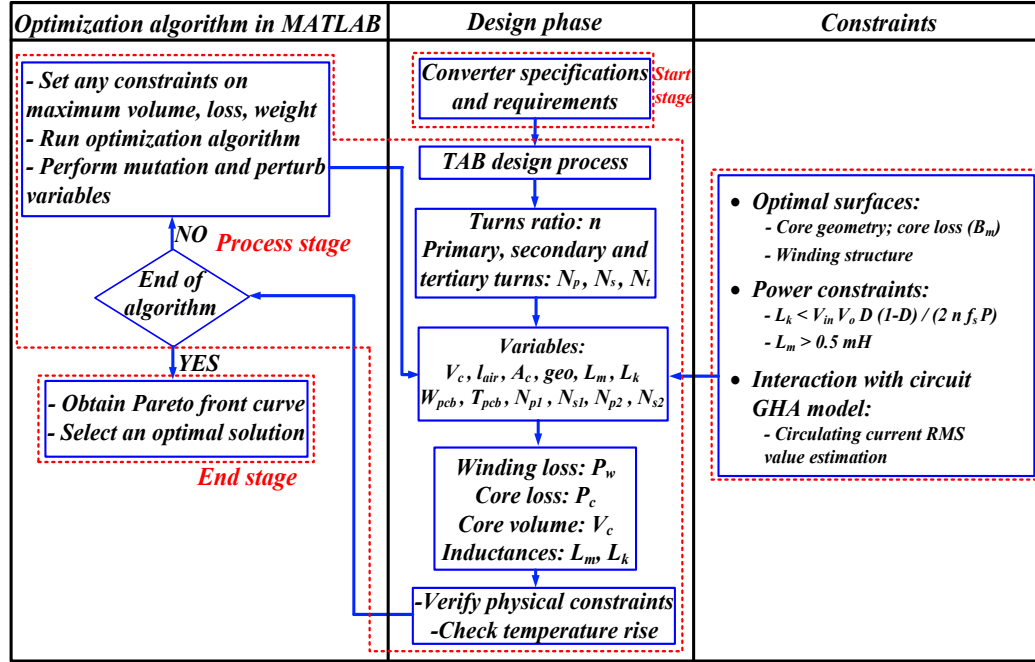 Optimization algorithm in MATLAB
Design phase
Constraints
- Set any constraints on
maximum volume, loss, weight
- Run optimization algorithm
- Perform mutation and perturb
variables
NO
Process stage
End of
algorithm
YES
- Obtain Pareto front curve
- Select an optimal solution
End stage
Converter specifications
and requirements
Start
stage
TAB design process
Turns ratio: n
Primary, secondary and
tertiary turns: Np , Ns , Nt
Variables:
Vc , lair , Ac , geo, Lm , Lk
Wpcb , Tpcb , Np1 , Ns1, Np2 , Ns2
Winding loss: Pw
Core loss: Pc
Core volume: Vc
Inductances: Lm, Lk
-Verify physical constraints
-Check temperature rise
• Optimal surfaces:
- Core geometry; core loss (Bm)
- Winding structure
• Power constraints:
- Lk < Vin Vo D (1-D) / (2 n fs P)
- Lm > 0.5 mH
• Interaction with circuit
GHA model:
- Circulating current RMS
value estimation